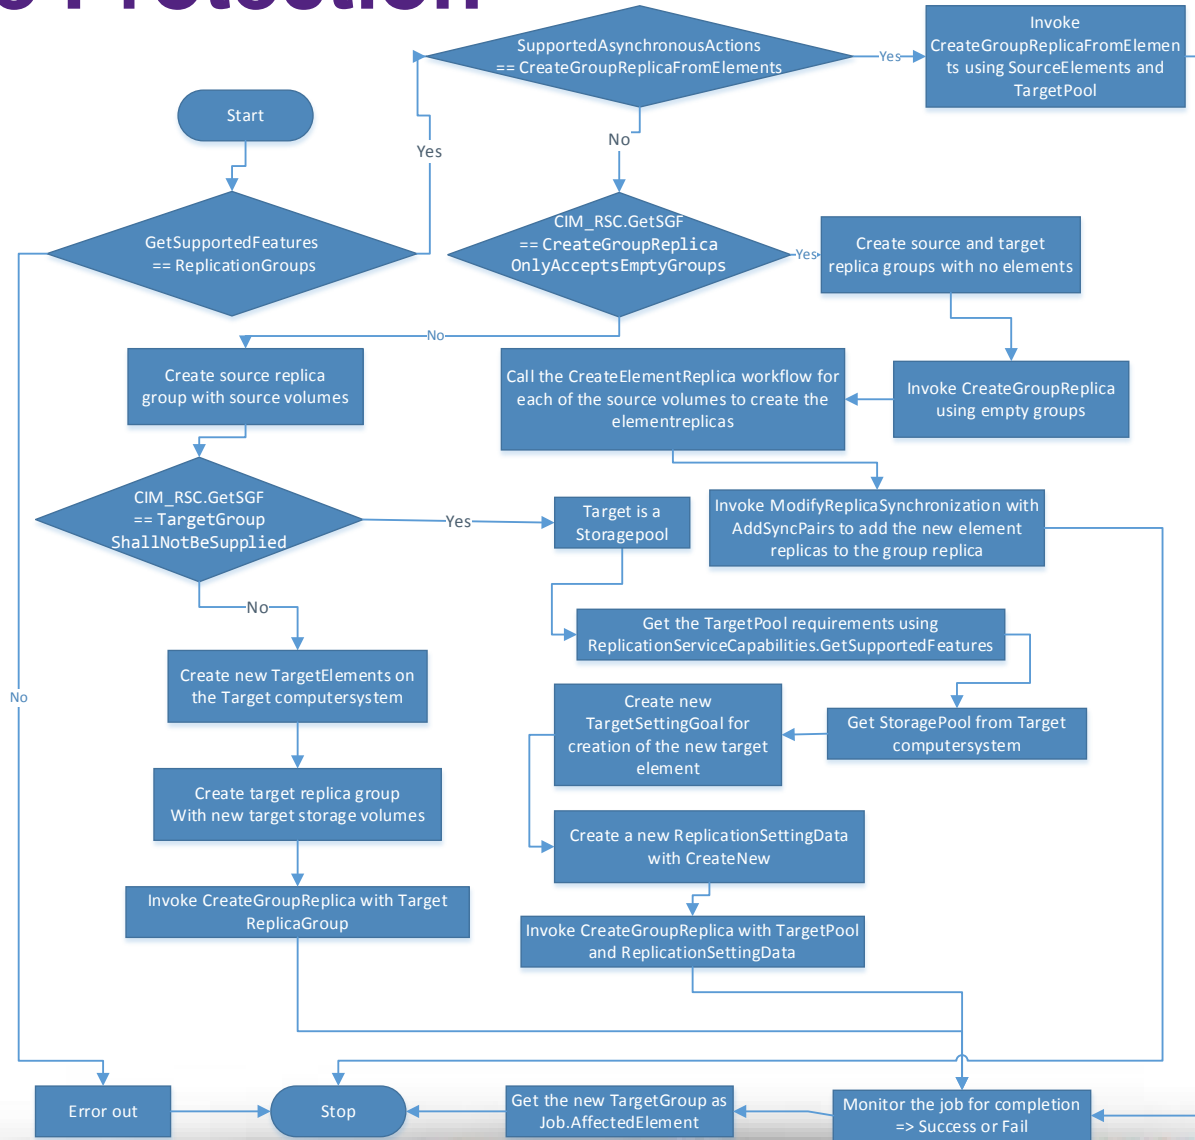 Protection
SupportedAsynchronousActions
== CreateGroupReplicaFromElements
Yes
Invoke
CreateGroupReplicaFromElemen
ts using SourceElements and
TargetPool
Start
Yes
No
GetSupportedFeatures
== ReplicationGroups
CIM_RSC.GetSGF
== CreateGroupReplica
OnlyAcceptsEmptyGroups
Yes
Create source and target
replica groups with no elements
No
Create source replica
group with source volumes
Call the CreateElementReplica workflow for
each of the source volumes to create the
elementreplicas
Invoke CreateGroupReplica
using empty groups
CIM_RSC.GetSGF
== TargetGroup
ShallNotBeSupplied
Yes
Target is a
Storagepool
Invoke ModifyReplicaSynchronization with
AddSyncPairs to add the new element
replicas to the group replica
No
Get the TargetPool requirements using
ReplicationServiceCapabilities.GetSupportedFeatures
Create new TargetElements on
the Target computersystem
No
Create new
TargetSettingGoal for
creation of the new target
element
Get StoragePool from Target
computersystem
Create target replica group
With new target storage volumes
Create a new ReplicationSettingData
with CreateNew
Invoke CreateGroupReplica with Target
ReplicaGroup
Invoke CreateGroupReplica with TargetPool
and ReplicationSettingData
Error out
Stop
Get the new TargetGroup as
Job.AffectedElement
Monitor the job for completion
=> Success or Fail